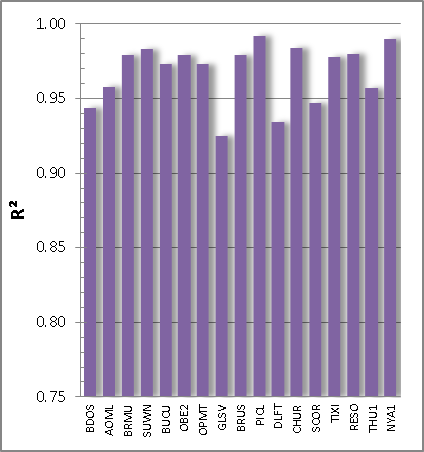 1.00
0.95
0.90
0.85
0.80
0.75
R²
BDOS
AOML
BRMU
SUWN
BUCU
OBE2
OPMT
GLSV
BRUS
PICL
DLFT
CHUR
SCOR
TIXI
RESO
THU1
NYA1